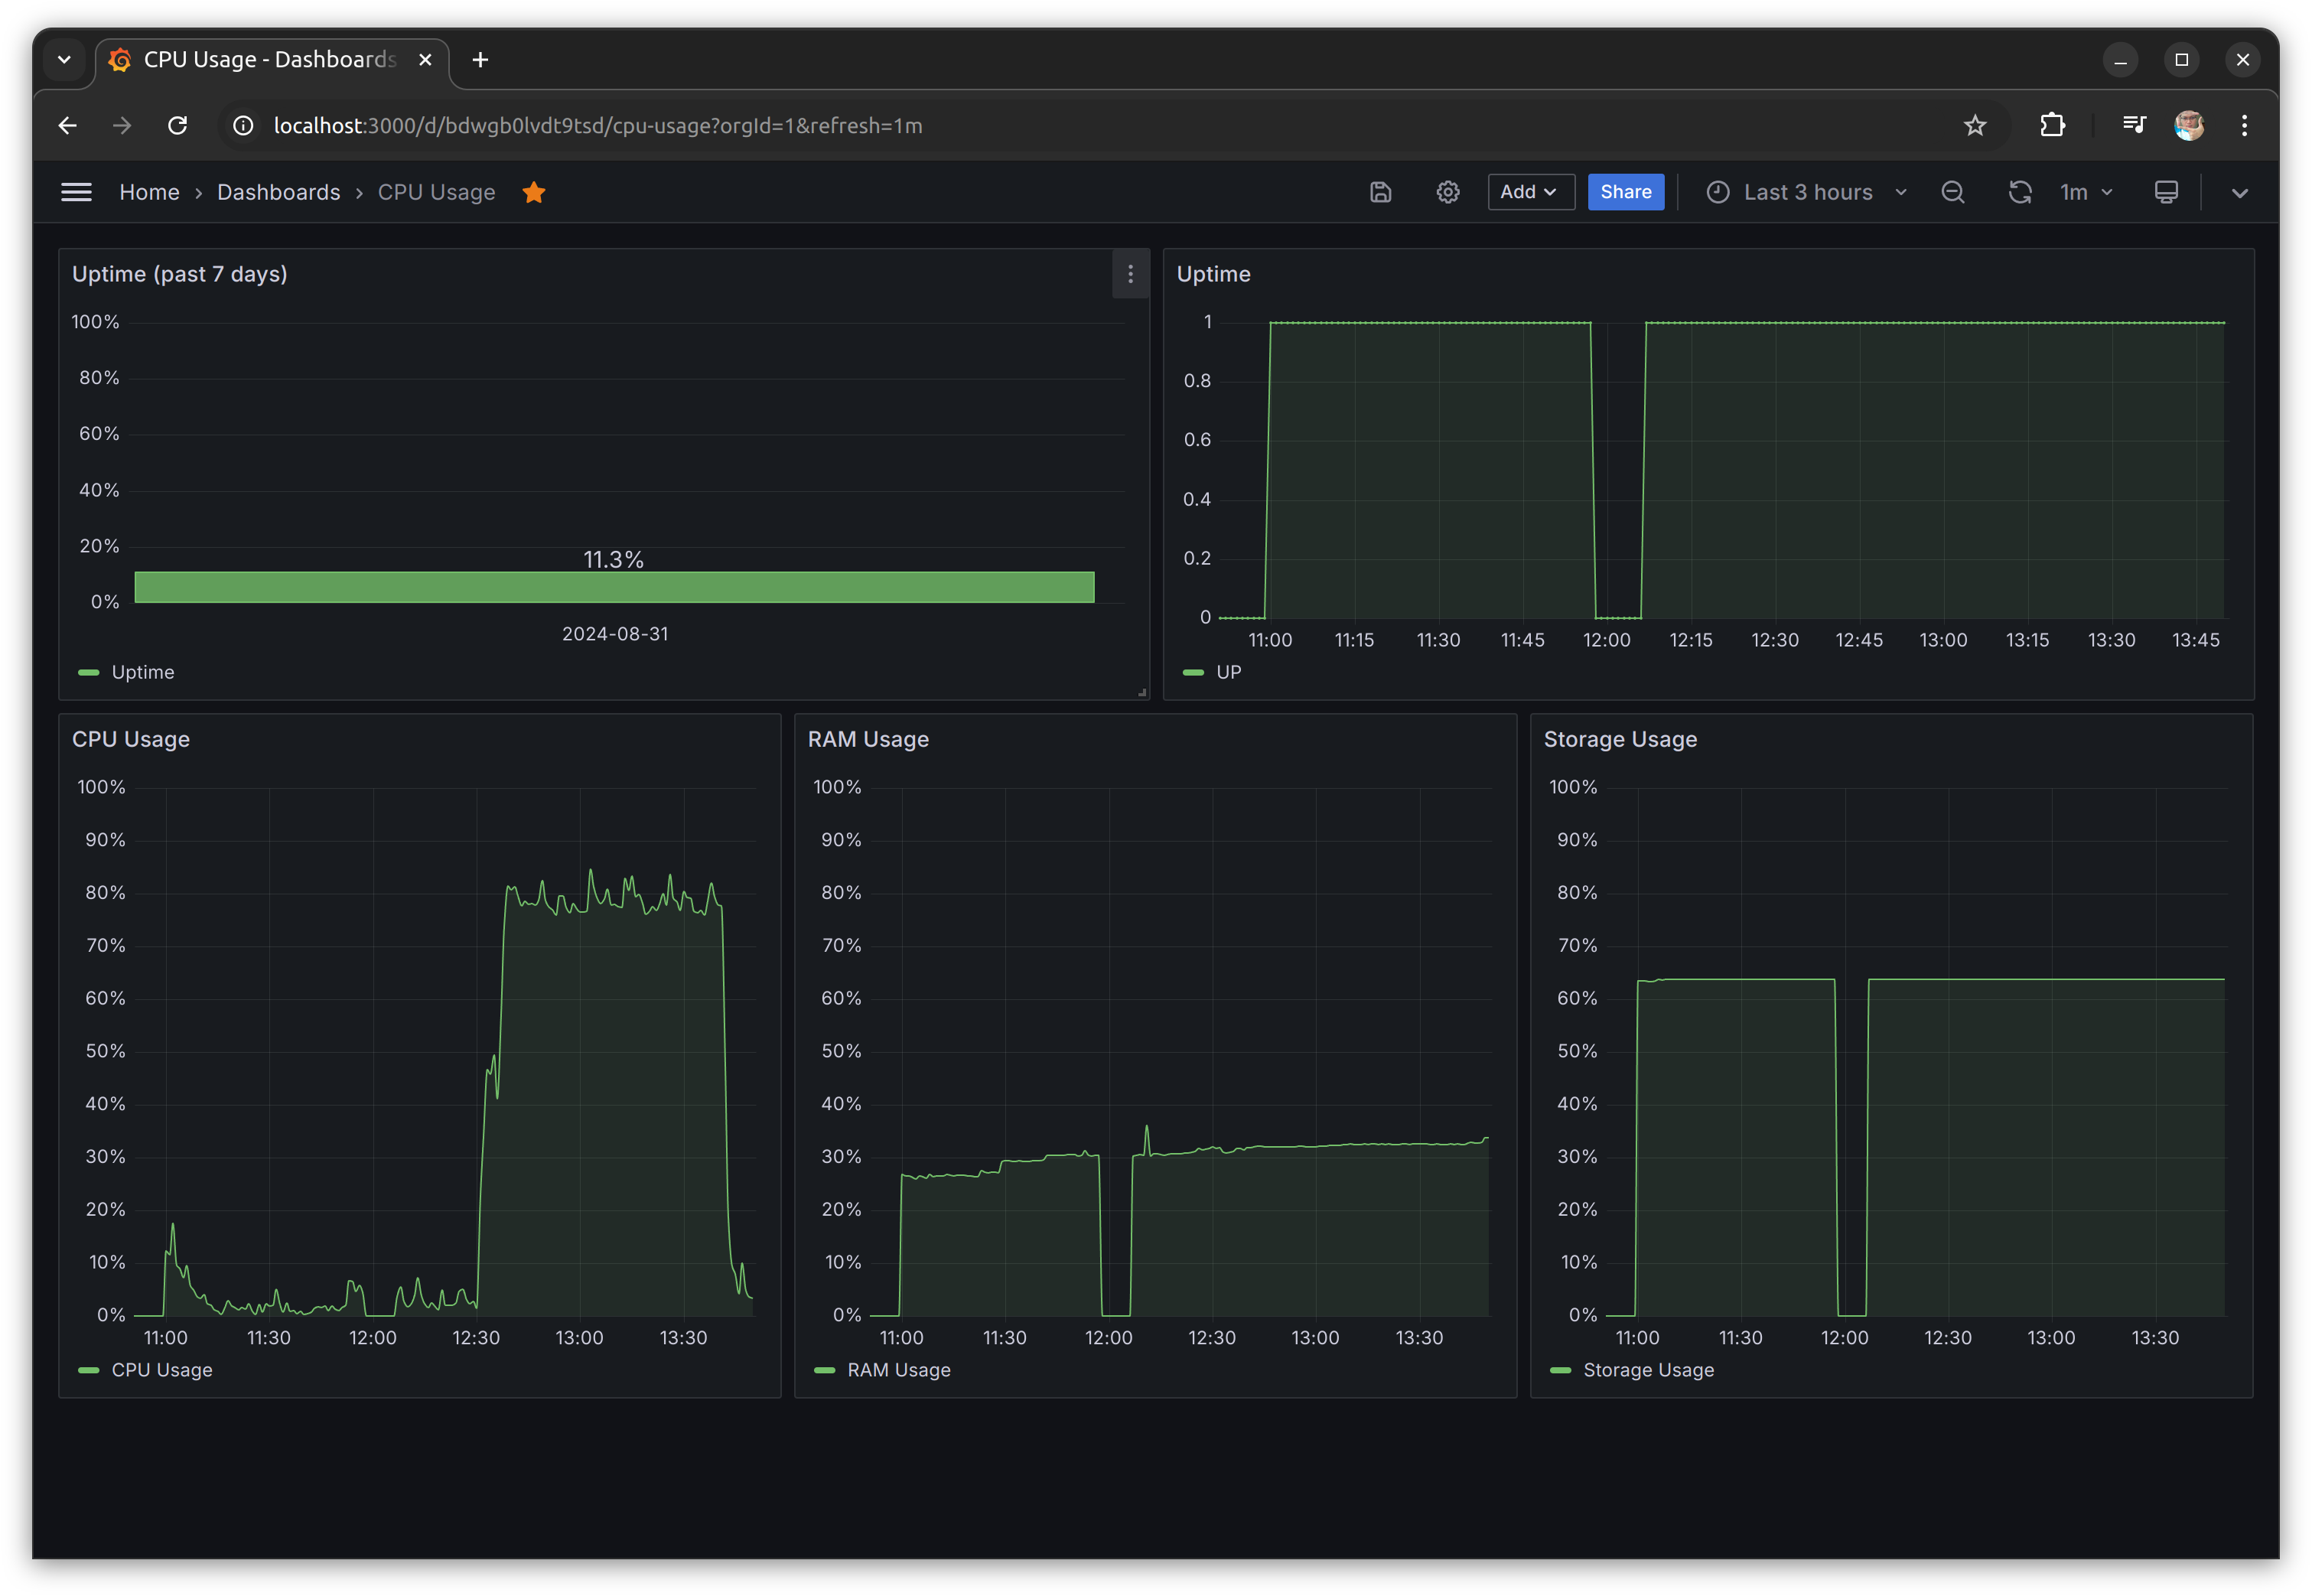 CPU Usage - Dashboards
localhost:3000/d/bdwgb0lvdt9tsd/cpu-usage?orgId=1&refresh=1m
Home › Dashboards › CPU Usage
Add
Share
Last 3 hours
1m
Uptime (past 7 days)
100%
80%
60%
40%
20%
0%
11.3%
2024-08-31
Uptime
Uptime
1
0.8
0.6
0.4
0.2
0
11:00 11:15 11:30 11:45 12:00 12:15 12:30 12:45 13:00 13:15 13:30 13:45
UP
CPU Usage
100%
90%
80%
70%
60%
50%
40%
30%
20%
10%
0%
11:00 11:30 12:00 12:30 13:00 13:30
CPU Usage
RAM Usage
100%
90%
80%
70%
60%
50%
40%
30%
20%
10%
0%
11:00 11:30 12:00 12:30 13:00 13:30
RAM Usage
Storage Usage
100%
90%
80%
70%
60%
50%
40%
30%
20%
10%
0%
11:00 11:30 12:00 12:30 13:00 13:30
Storage Usage